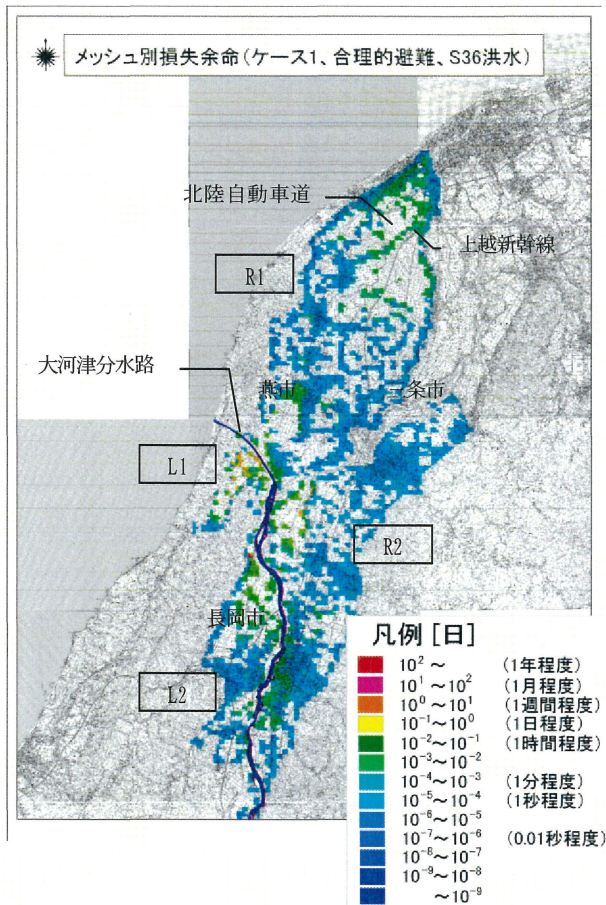 メッシュ別損失余命(ケース1、合理的避難、S36洪水)
北陸自動車道
上越新幹線
R1
大河津分水路
燕市
三条市
L1
R2
長岡市
L2
凡例[日]
10² ~ (1年程度)
10¹ ~ 10² (1月程度)
10⁰ ~ 10¹ (1週間程度)
10⁻¹~10⁰ (1日程度)
10⁻²~10⁻¹ (1時間程度)
10⁻³~10⁻²
10⁻⁴~10⁻³ (1分程度)
10⁻⁵~10⁻⁴ (1秒程度)
10⁻⁶~10⁻⁵
10⁻⁷~10⁻⁶ (0.01秒程度)
10⁻⁸~10⁻⁷
10⁻⁹~10⁻⁸
~10⁻⁹